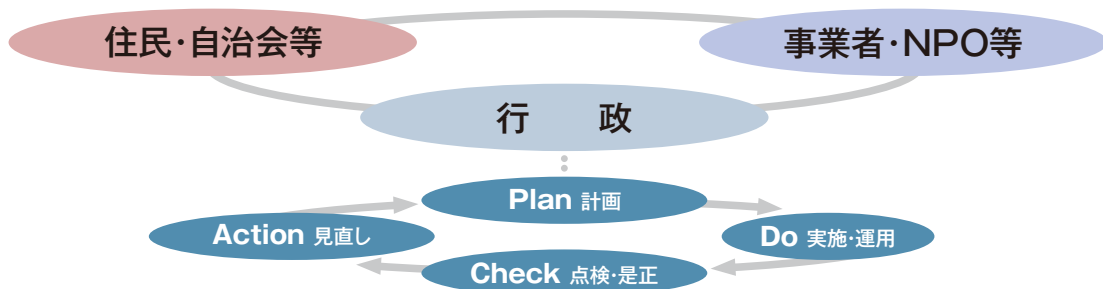 住民・自治会等
事業者・NPO等
行　政
Plan 計画
Action 見直し
Do 実施・運用
Check 点検・是正